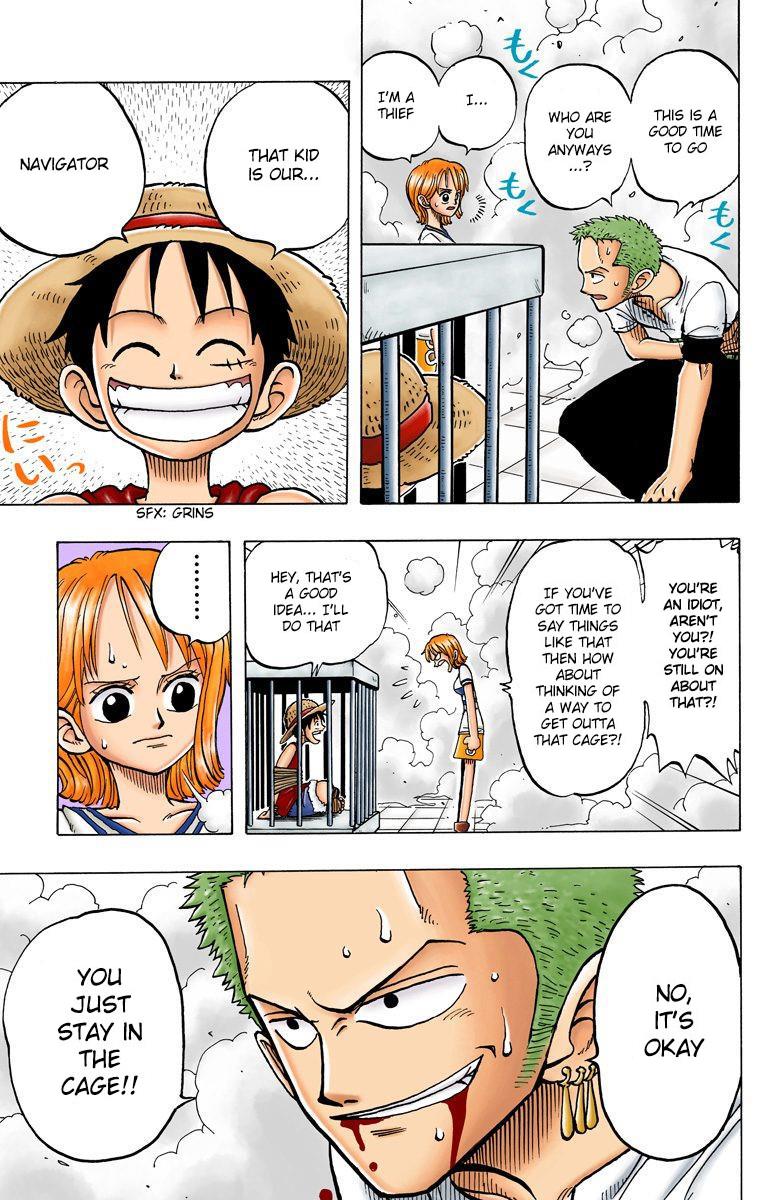 THIS IS A
GOOD TIME
TO GO
WHO ARE
YOU
ANYWAYS
...?
I...
I'M A
THIEF
もく
もく
もく
THAT KID
IS OUR...
NAVIGATOR
にいっ
SFX: GRINS
YOU'RE
AN IDIOT,
AREN'T
YOU?!
YOU'RE
STILL ON
ABOUT
THAT?!
IF YOU'VE
GOT TIME TO
SAY THINGS
LIKE THAT
THEN HOW
ABOUT
THINKING OF
A WAY TO
GET OUTTA
THAT CAGE?!
HEY, THAT'S
A GOOD
IDEA... I'LL
DO THAT
........
NO,
IT'S
OKAY
YOU
JUST
STAY IN
THE
CAGE!!